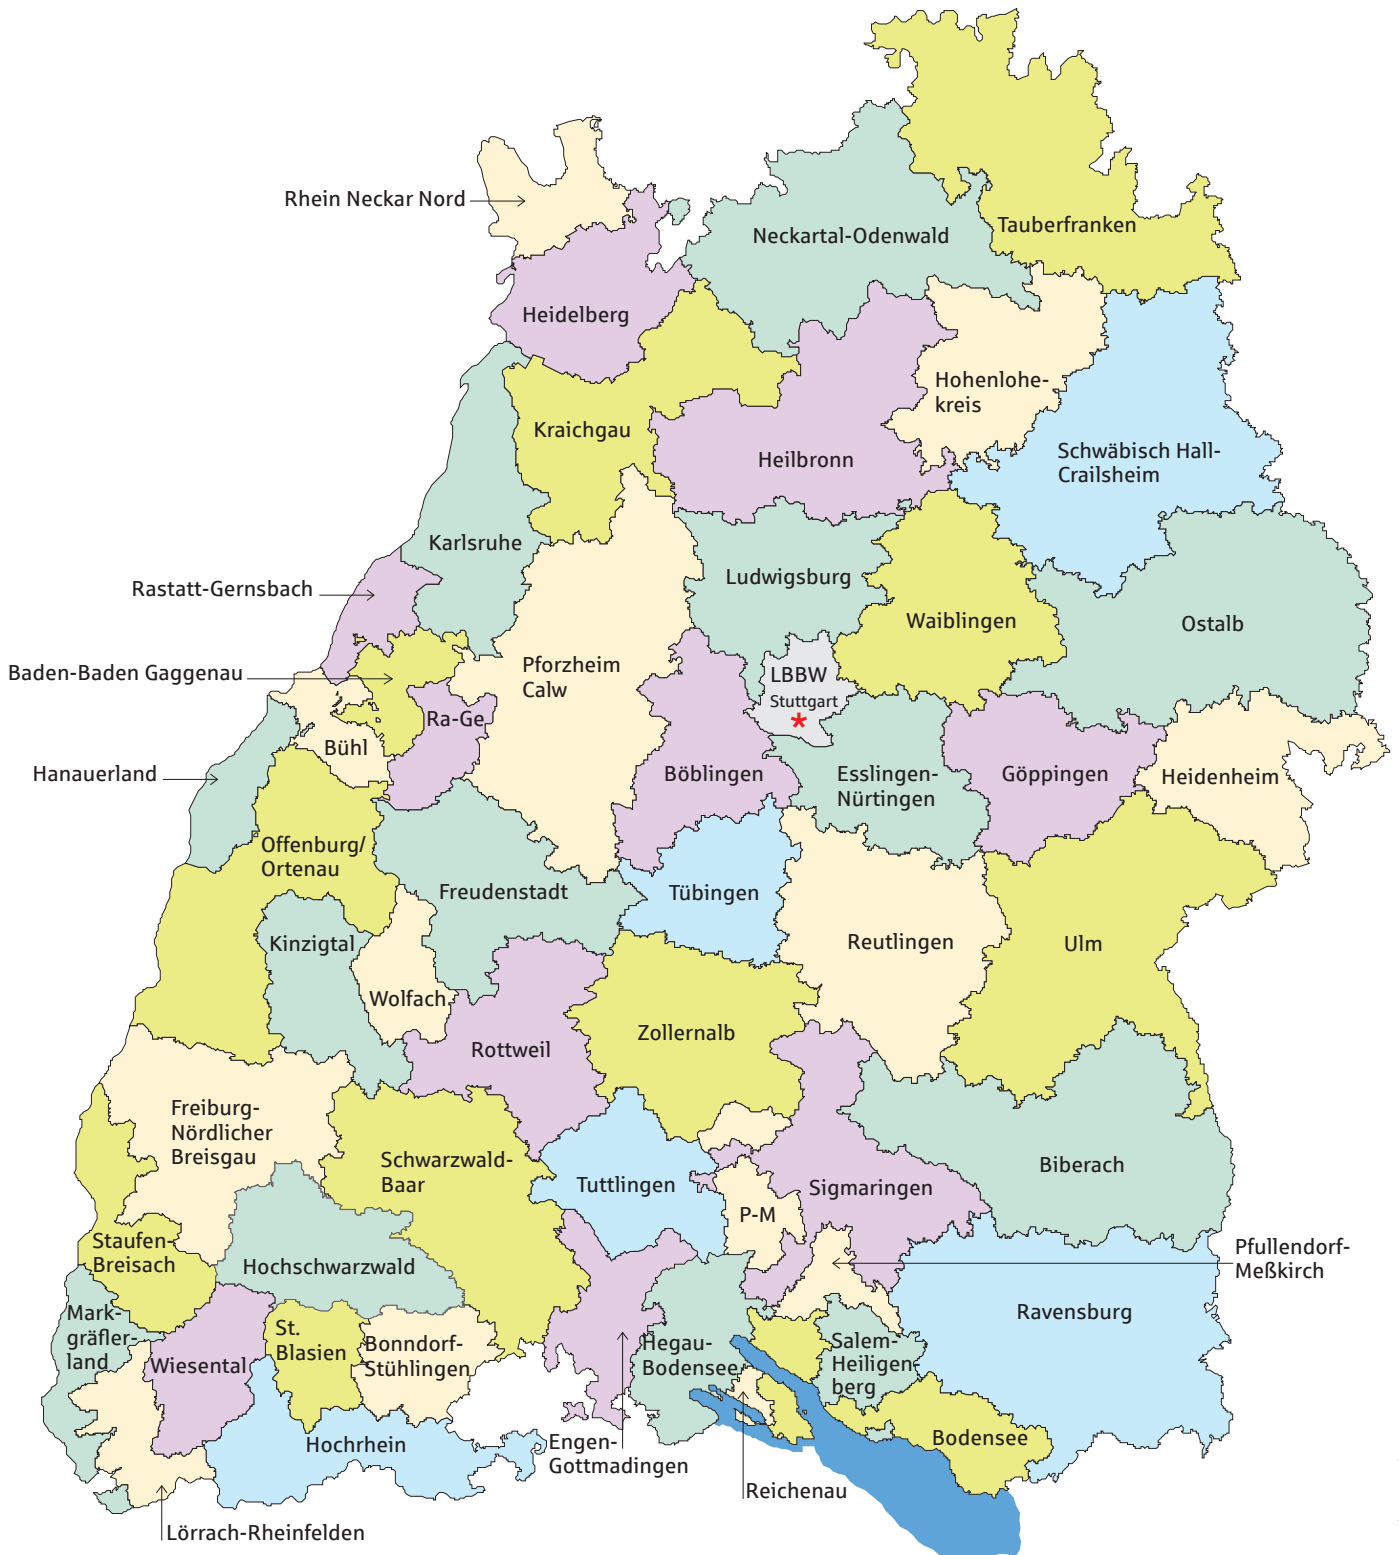 Rhein Neckar Nord
Neckartal-Odenwald
Tauberfranken
Heidelberg
Hohenlohe-
kreis
Kraichgau
Heilbronn
Schwäbisch Hall-
Crailsheim
Karlsruhe
Rastatt-Gernsbach
Ludwigsburg
Waiblingen
Ostalb
Baden-Baden Gaggenau
Pforzheim
Calw
LBBW
Stuttgart
*
Ra-Ge
Bühl
Hanauerland
Böblingen
Esslingen-
Nürtingen
Göppingen
Heidenheim
Offenburg/
Ortenau
Freudenstadt
Tübingen
Kinzigtal
Reutlingen
Ulm
Wolfach
Rottweil
Zollernalb
Freiburg-
Nördlicher
Breisgau
Schwarzwald-
Baar
Tuttlingen
Sigmaringen
Biberach
P-M
Staufen-
Breisach
Hochschwarzwald
Pfullendorf-
Meßkirch
Mark-
gräfler-
land
Wiesental
St.
Blasien
Bonndorf-
Stühlingen
Hegau-
Bodensee
Salem-
Heiligen-
berg
Ravensburg
Hochrhein
Engen-
Gottmadingen
Bodensee
Reichenau
Lörrach-Rheinfelden